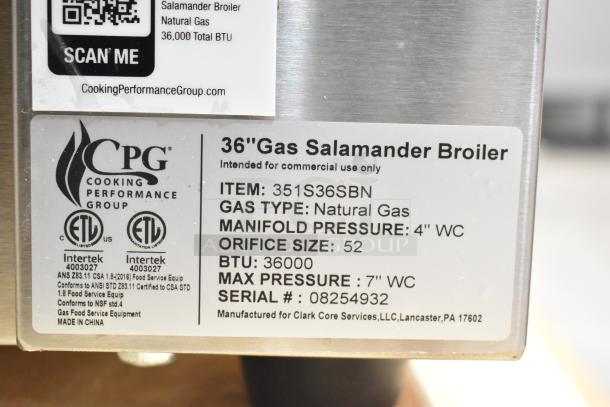 Salamander Broiler
Natural Gas
36,000 Total BTU
SCAN ME
CookingPerformanceGroup.com
CPG®
COOKING
PERFORMANCE
GROUP
36"Gas Salamander Broiler
Intended for commercial use only
ITEM: 351S36SBN
GAS TYPE: Natural Gas
MANIFOLD PRESSURE: 4" WC
ORIFICE SIZE: 52
BTU: 36000
MAX PRESSURE : 7" WC
SERIAL # : 08254932
Manufactured for Clark Core Services,LLC,Lancaster,PA 17602
C ETL US
LISTED
Intertek
4003027
ETL
Intertek
4003027
ANS Z83.11 CSA 1.8-(2016) Food Service Equip
Conforms to ANSI STD Z83.11 Certified to CSA STD
1.8 Food Service Equip
Conforms to NSF std.4
Gas Food Service Equipment
MADE IN CHINA